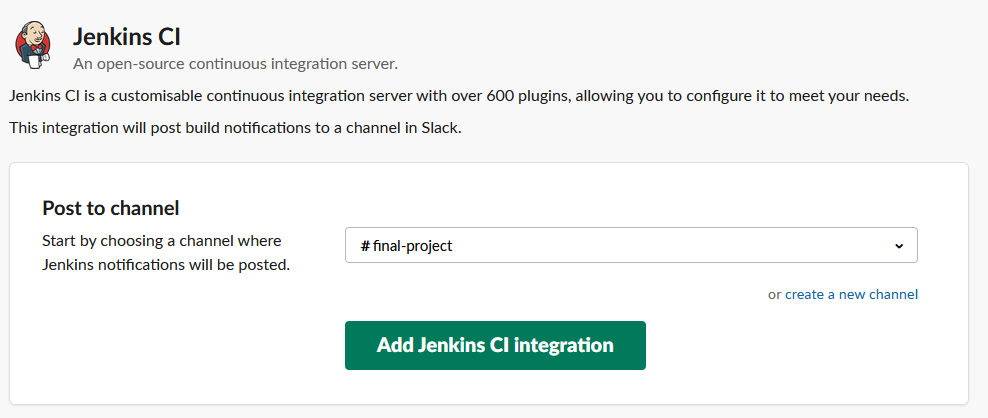 Jenkins CI
An open-source continuous integration server.
Jenkins CI is a customisable continuous integration server with over 600 plugins, allowing you to configure it to meet your needs.
This integration will post build notifications to a channel in Slack.
Post to channel
Start by choosing a channel where
Jenkins notifications will be posted.
# final-project
or create a new channel
Add Jenkins CI integration